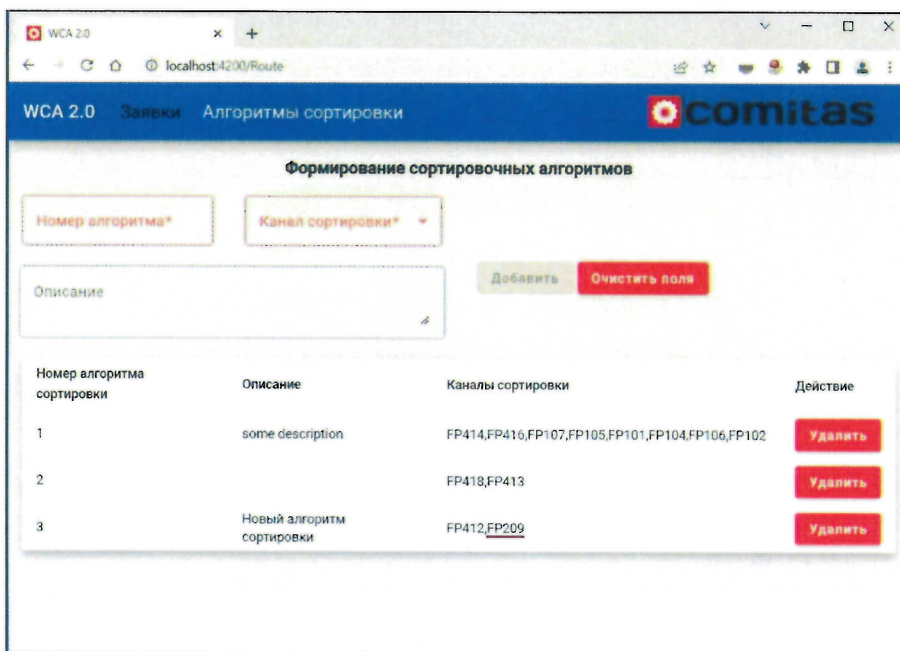 WCA 2.0
localhost:4200/Route
WCA 2.0 Заявки Алгоритмы сортировки comitas
Формирование сортировочных алгоритмов
Номер алгоритма* Канал сортировки*
Описание Добавить Очистить поля
Номер алгоритма сортировки Описание Каналы сортировки Действие
1 some description FP414,FP416,FP107,FP105,FP101,FP104,FP106,FP102 Удалить
2 FP418,FP413 Удалить
3 Новый алгоритм сортировки FP412,FP209 Удалить